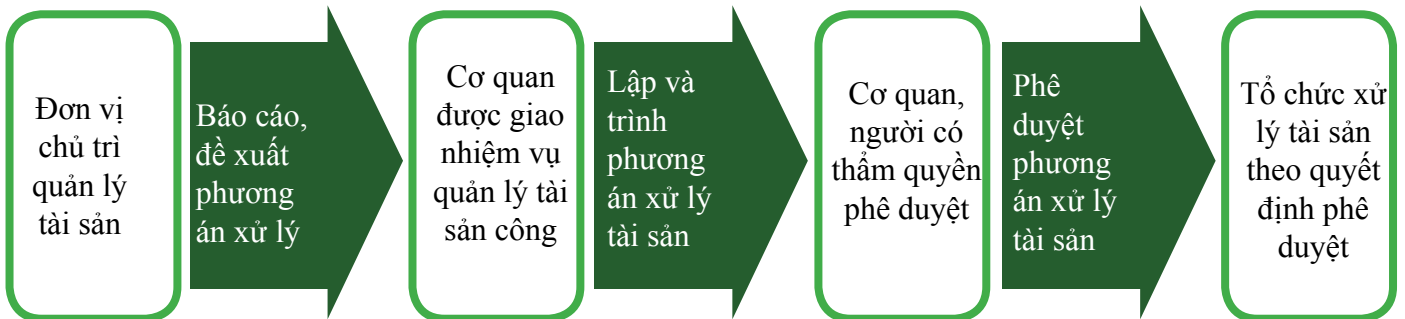 Đơn vị
chủ trì
quản lý
tài sản
Báo cáo,
đề xuất
phương
án xử lý
Cơ quan
được giao
nhiệm vụ
quản lý tài
sản công
Lập và
trình
phương
án xử lý
tài sản
Cơ quan,
người có
thẩm quyền
phê duyệt
Phê
duyệt
phương
án xử lý
tài sản
Tổ chức xử
lý tài sản
theo quyết
định phê
duyệt